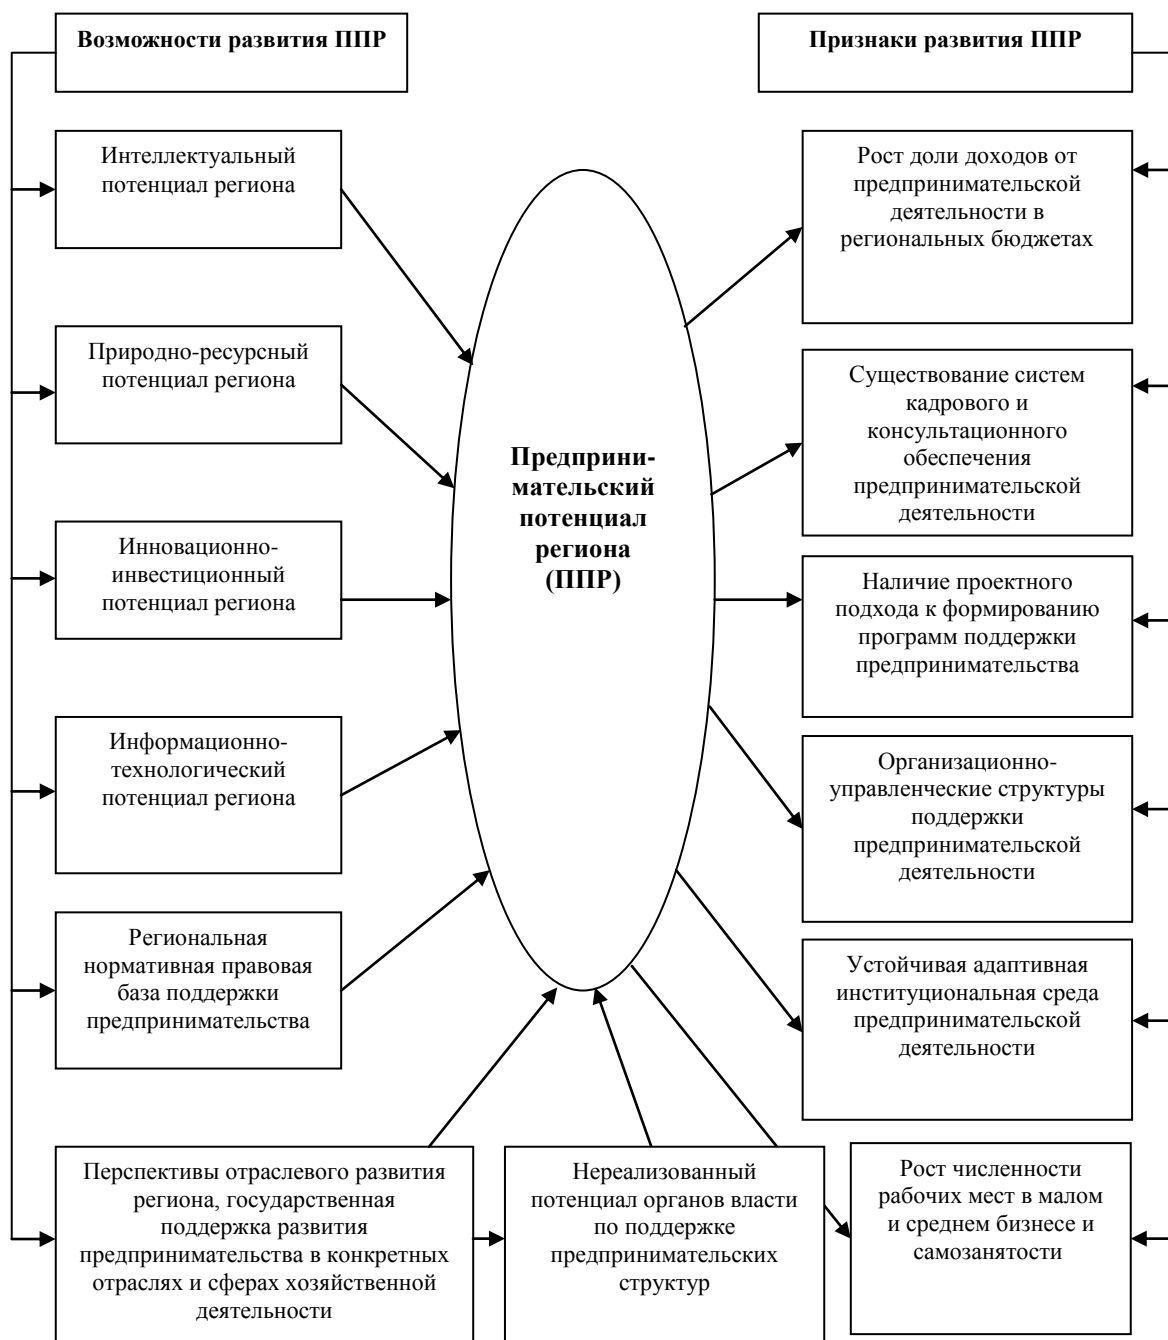 Возможности развития ППР
Признаки развития ППР
Интеллектуальный
потенциал региона
Природно-ресурсный
потенциал региона
Инновационно-
инвестиционный
потенциал региона
Информационно-
технологический
потенциал региона
Региональная
нормативная правовая
база поддержки
предпринимательства
Перспективы отраслевого развития
региона, государственная
поддержка развития
предпринимательства в конкретных
отраслях и сферах хозяйственной
деятельности
Предприни-
мательский
потенциал
региона
(ППР)
Нереализованный
потенциал органов власти
по поддержке
предпринимательских
структур
Рост доли доходов от
предпринимательской
деятельности в
региональных бюджетах
Существование систем
кадрового и
консультационного
обеспечения
предпринимательской
деятельности
Наличие проектного
подхода к формированию
программ поддержки
предпринимательства
Организационно-
управленческие структуры
поддержки
предпринимательской
деятельности
Устойчивая адаптивная
институциональная среда
предпринимательской
деятельности
Рост численности
рабочих мест в малом
и среднем бизнесе и
самозанятости